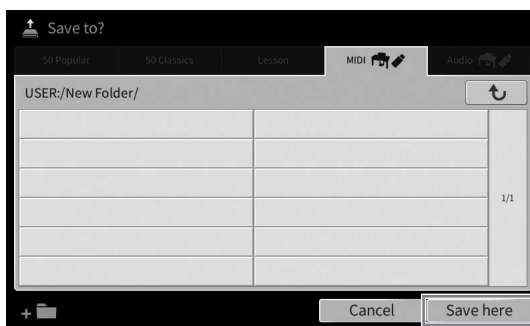 Save to?
50 Popular 50 Classics Lesson MIDI Audio
USER:/New Folder/
1/1
+ Cancel Save here